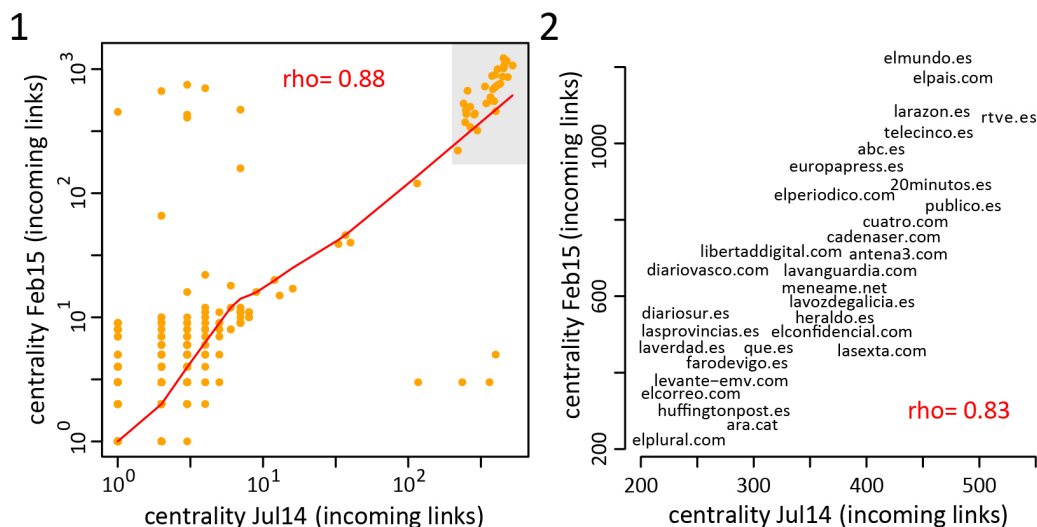 1
rho= 0.88
centrality Feb15 (incoming links)
10^3
10^2
10^1
10^0
10^0 10^1 10^2
centrality Jul14 (incoming links)
2
elmundo.es
elpais.com
larazon.es
rtve.es
telecinco.es
abc.es
europapress.es
20minutos.es
elperiodico.com
publico.es
cuatro.com
cadenaser.com
libertaddigital.com antena3.com
diariovasco.com lavanguardia.com
meneame.net
lavozdegalicia.es
diariosur.es heraldo.es
lasprovincias.es elconfidencial.com
laverdad.es que.es lasexta.com
farodevigo.es
levante-emv.com
elcorreo.com
huffingtonpost.es
ara.cat
elplural.com
rho= 0.83
centrality Feb15 (incoming links)
1000
600
200
200 300 400 500
centrality Jul14 (incoming links)